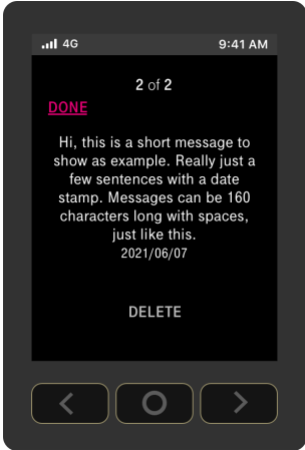 4G 9:41 AM
2 of 2
DONE
Hi, this is a short message to
show as example. Really just a
few sentences with a date
stamp. Messages can be 160
characters long with spaces,
just like this.
2021/06/07
DELETE